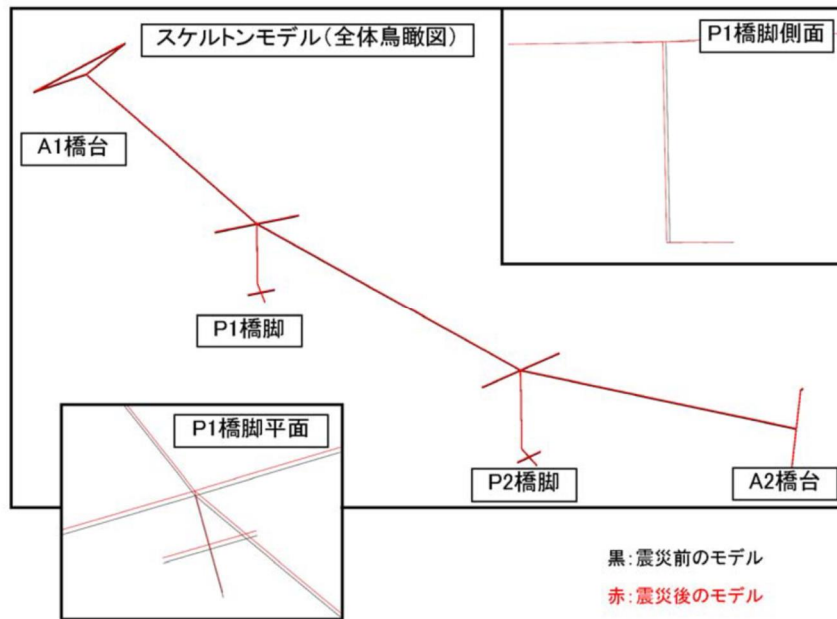 スケルトンモデル(全体鳥瞰図)
P1橋脚側面
A1橋台
P1橋脚
P1橋脚平面
P2橋脚
A2橋台
黒:震災前のモデル
赤:震災後のモデル